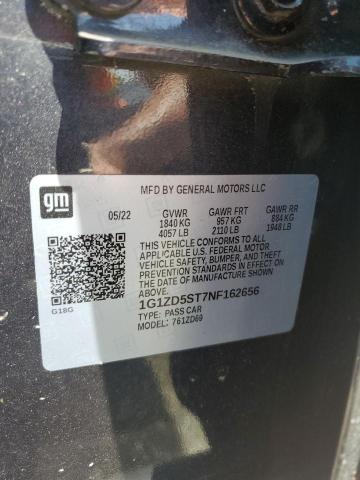 gm
MFD BY GENERAL MOTORS LLC
05/22 GVWR GAWR FRT GAWR RR
1840 KG 957 KG 884 KG
4057 LB 2110 LB 1948 LB
THIS VEHICLE CONFORMS TO ALL
APPLICABLE U.S. FEDERAL MOTOR
VEHICLE SAFETY, BUMPER, AND THEFT
PREVENTION STANDARDS IN EFFECT ON
THE DATE OF MANUFACTURE SHOWN ABOVE.
1G1ZD5ST7NF162656
TYPE: PASS CAR
MODEL: 761ZD69
G18G